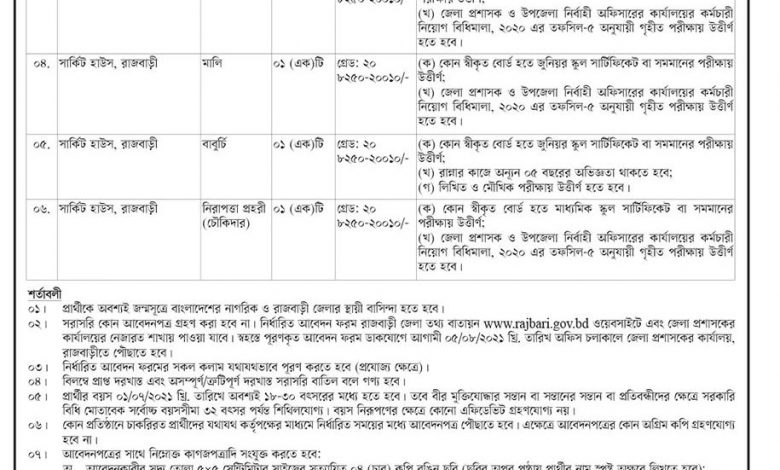 ৮২৫০-২০০১০/-
(খ) জেলা প্রশাসক ও উপজেলা নির্বাহী অফিসারের কার্যালয়ের কর্মচারী
নিয়োগ বিধিমালা, ২০২০ এর তফসিল-৫ অনুযায়ী গৃহীত পরীক্ষায় উত্তীর্ণ
হতে হবে।
০৪. সার্কিট হাউস, রাজবাড়ী মালি ০১ (এক)টি গ্রেড: ২০ (ক) কোন স্বীকৃত বোর্ড হতে জুনিয়র স্কুল সার্টিফিকেট বা সমমানের পরীক্ষায়
৮২৫০-২০০১০/- উত্তীর্ণ;
(খ) জেলা প্রশাসক ও উপজেলা নির্বাহী অফিসারের কার্যালয়ের কর্মচারী
নিয়োগ বিধিমালা, ২০২০ এর তফসিল-৫ অনুযায়ী গৃহীত পরীক্ষায় উত্তীর্ণ
হতে হবে।
০৫. সার্কিট হাউস, রাজবাড়ী বাবুর্চি ০১ (এক)টি গ্রেড: ২০ (ক) কোন স্বীকৃত বোর্ড হতে জুনিয়র স্কুল সার্টিফিকেট বা সমমানের পরীক্ষায়
৮২৫০-২০০১০/- উত্তীর্ণ;
(খ) রান্নার কাজে অন্যূন ০৫ বছরের অভিজ্ঞতা থাকতে হবে;
(গ) লিখিত ও মৌখিক পরীক্ষায় উত্তীর্ণ হতে হবে।
০৬. সার্কিট হাউস, রাজবাড়ী নিরাপত্তা প্রহরী ০১ (এক)টি গ্রেড: ২০ (ক) কোন স্বীকৃত বোর্ড হতে মাধ্যমিক স্কুল সার্টিফিকেট বা সমমানের
(চৌকিদার) ৮২৫০-২০০১০/- পরীক্ষায় উত্তীর্ণ;
(খ) জেলা প্রশাসক ও উপজেলা নির্বাহী অফিসারের কার্যালয়ের কর্মচারী
নিয়োগ বিধিমালা, ২০২০ এর তফসিল-৫ অনুযায়ী গৃহীত পরীক্ষায় উত্তীর্ণ
হতে হবে।
শর্তাবলী
০১। প্রার্থীকে অবশ্যই জন্মসূত্রে বাংলাদেশের নাগরিক ও রাজবাড়ী জেলার স্থায়ী বাসিন্দা হতে হবে।
০২। সরাসরি কোন আবেদনপত্র গ্রহণ করা হবে না। নির্ধারিত আবেদন ফরম রাজবাড়ী জেলা তথ্য বাতায়ন www.rajbari.gov.bd ওয়েবসাইটে এবং জেলা প্রশাসকের
কার্যালয়ের নেজারত শাখায় পাওয়া যাবে। স্বহস্তে পূরণকৃত আবেদন ফরম ডাকযোগে আগামী ০৫/০৮/২০২১ খ্রি. তারিখ অফিস চলাকালে জেলা প্রশাসকের কার্যালয়,
রাজবাড়ীতে পৌছাতে হবে।
০৩। নির্ধারিত আবেদন ফরমের সকল কলাম যথাযথভাবে পূরণ করতে হবে (প্রযোজ্য ক্ষেত্রে)।
০৪। বিলম্বে প্রাপ্ত দরখাস্ত এবং অসম্পূর্ণ/ত্রুটিপূর্ণ দরখাস্ত সরাসরি বাতিল বলে গণ্য হবে।
০৫। প্রার্থীর বয়স ০১/০৭/২০২১ খ্রি. তারিখে অবশ্যই ১৮-৩০ বৎসরের মধ্যে হতে হবে। তবে বীর মুক্তিযোদ্ধার সন্তান বা সন্তানের সন্তান বা প্রতিবন্ধীদের ক্ষেত্রে সরকারি
বিধি মোতাবেক সর্বোচ্চ বয়সসীমা ৩২ বৎসর পর্যন্ত শিথিলযোগ্য। বয়স নিরূপণের ক্ষেত্রে কোনো এফিডেভিট গ্রহণযোগ্য নয়।
০৬। কোন প্রতিষ্ঠানে চাকরিরত প্রার্থীদের যথাযথ কর্তৃপক্ষের মাধ্যমে নির্ধারিত সময়ের মধ্যে আবেদনপত্র পৌছাতে হবে। এক্ষেত্রে আবেদনপত্রের কোন অগ্রিম কপি গ্রহণযোগ্য
হবে না।
০৭। আবেদনপত্রের সাথে নিম্নোক্ত কাগজপত্রাদি সংযুক্ত করতে হবে: